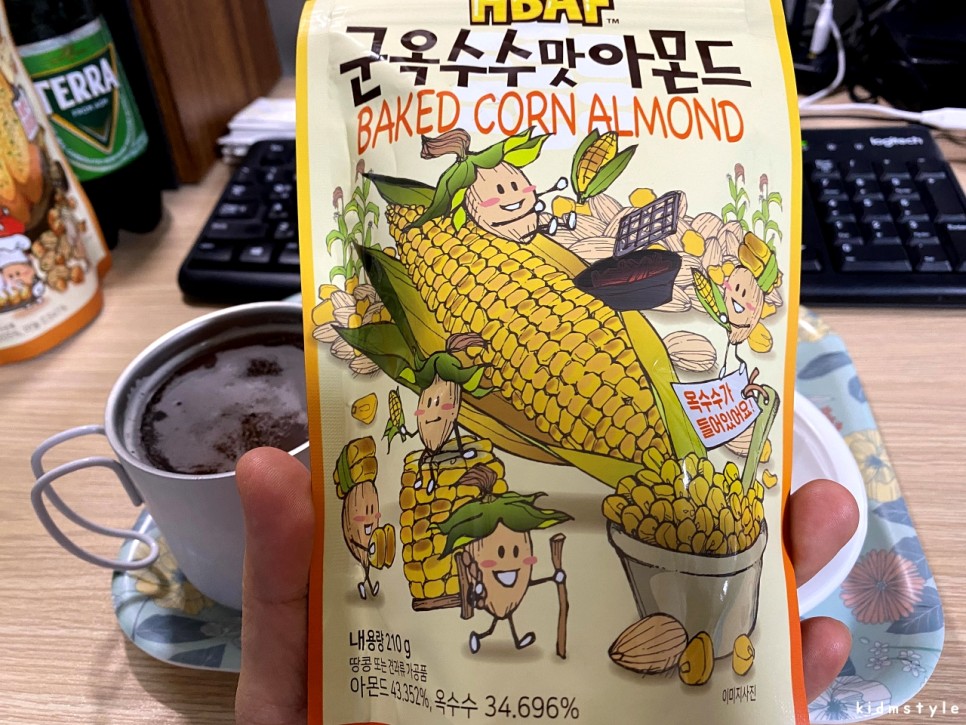 HBAF™
군옥수수맛아몬드
BAKED CORN ALMOND
TERRA
logitech
옥수수가
들어있어요!
내용량 210 g
땅콩 또는 견과류가공품
아몬드 43.352%, 옥수수 34.696%
이미지사진
kidmstyle